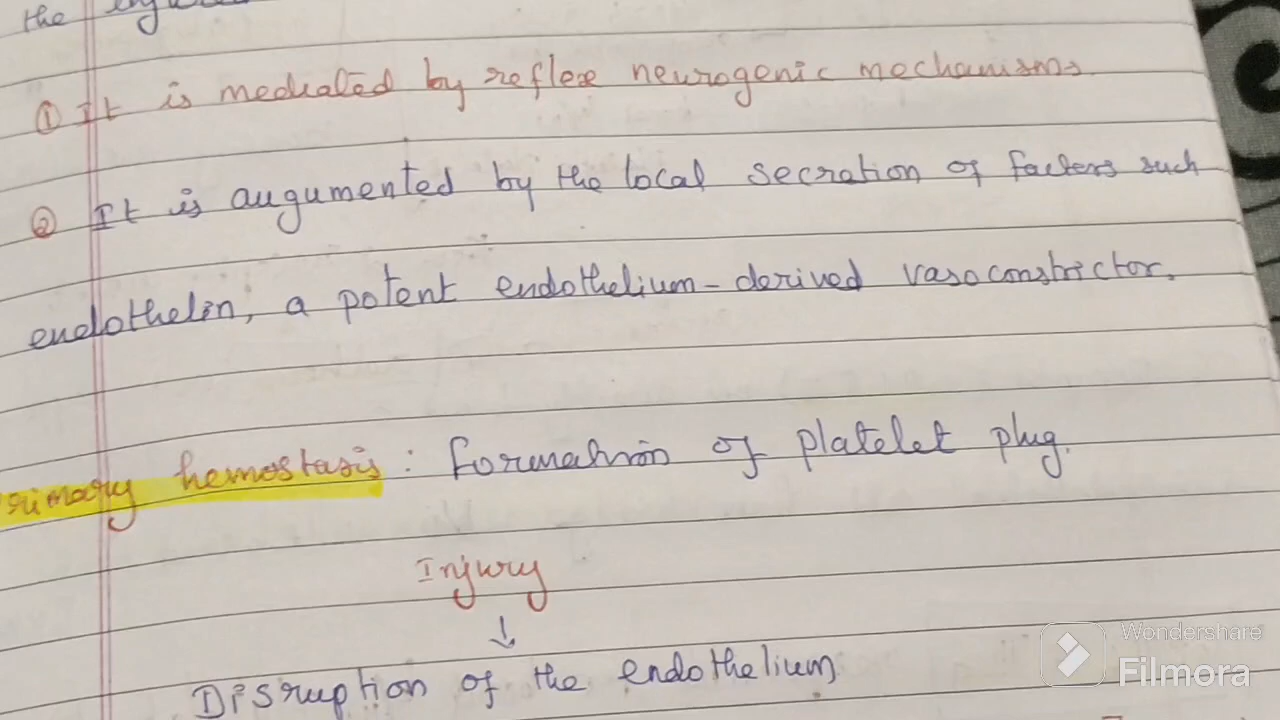 the
① It is mediated by reflex neurogenic mechanisms.
② It is augumented by the local secretion of factors such
endothelin, a potent endothelium-derived vasoconstrictor.
rimary hemostasis: Formation of platelet plug.
Injury
↓
Disruption of the endothelium
Wondershare
Filmora